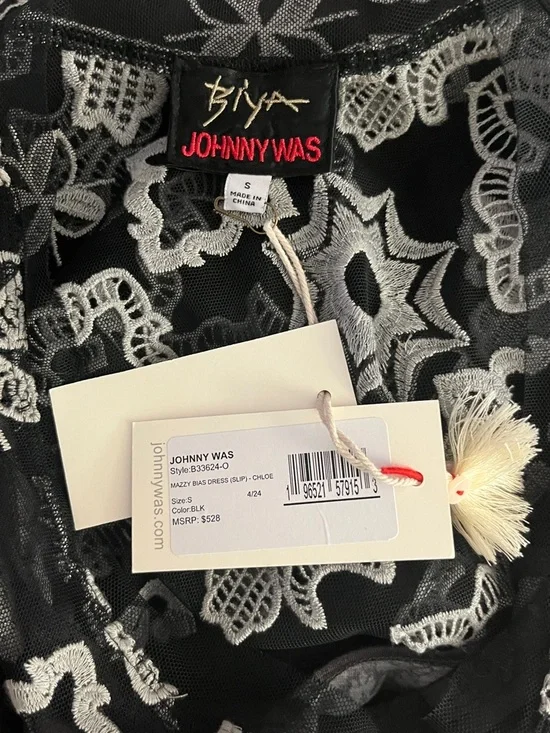 Biya
JOHNNY WAS
S
MADE IN
CHINA
johnnywas.com
JOHNNY WAS
Style:B33624-O
MAZZY BIAS DRESS (SLIP) - CHLOE
Size:S 4/24
Color:BLK
MSRP: $528
1 96521 57915 3